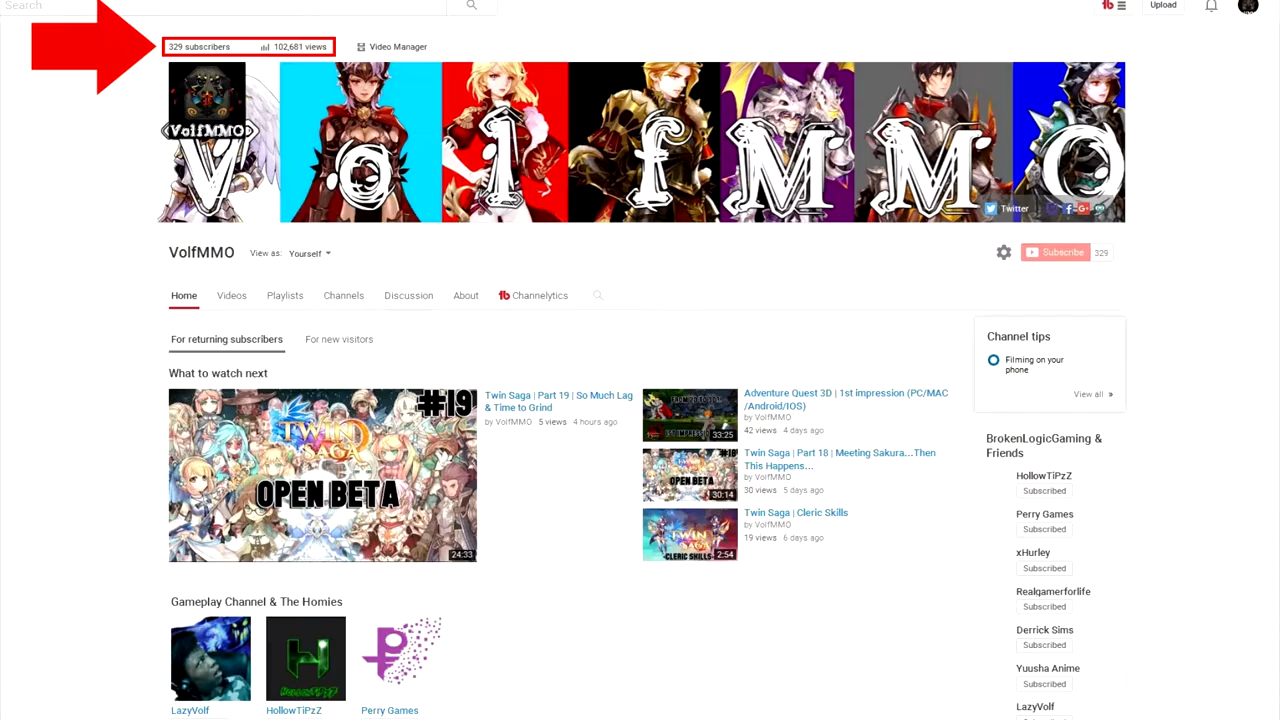 Search
Upload
329 subscribers 102,681 views Video Manager
VolfMMO
VolfMMO
Twitter
VolfMMO View as: Yourself Subscribe 329
Home Videos Playlists Channels Discussion About Channelytics
For returning subscribers For new visitors
What to watch next
#19
TWIN SAGA
OPEN BETA
24:33
Twin Saga | Part 19 | So Much Lag
& Time to Grind
by VolfMMO 5 views 4 hours ago
33:25
Adventure Quest 3D | 1st impression (PC/MAC
/Android/IOS)
by VolfMMO
42 views 4 days ago
OPEN BETA
30:14
Twin Saga | Part 18 | Meeting Sakura...Then
This Happens...
by VolfMMO
30 views 5 days ago
TWIN
SAGA
-CLERIC SKILLS-
2:54
Twin Saga | Cleric Skills
by VolfMMO
19 views 6 days ago
Channel tips
Filming on your
phone
View all »
BrokenLogicGaming &
Friends
HollowTiPzZ
Subscribed
Perry Games
Subscribed
xHurley
Subscribed
Realgamerforlife
Subscribed
Derrick Sims
Subscribed
Yuusha Anime
Subscribed
LazyVolf
Gameplay Channel & The Homies
HollowTiPzZ
LazyVolf HollowTiPzZ Perry Games